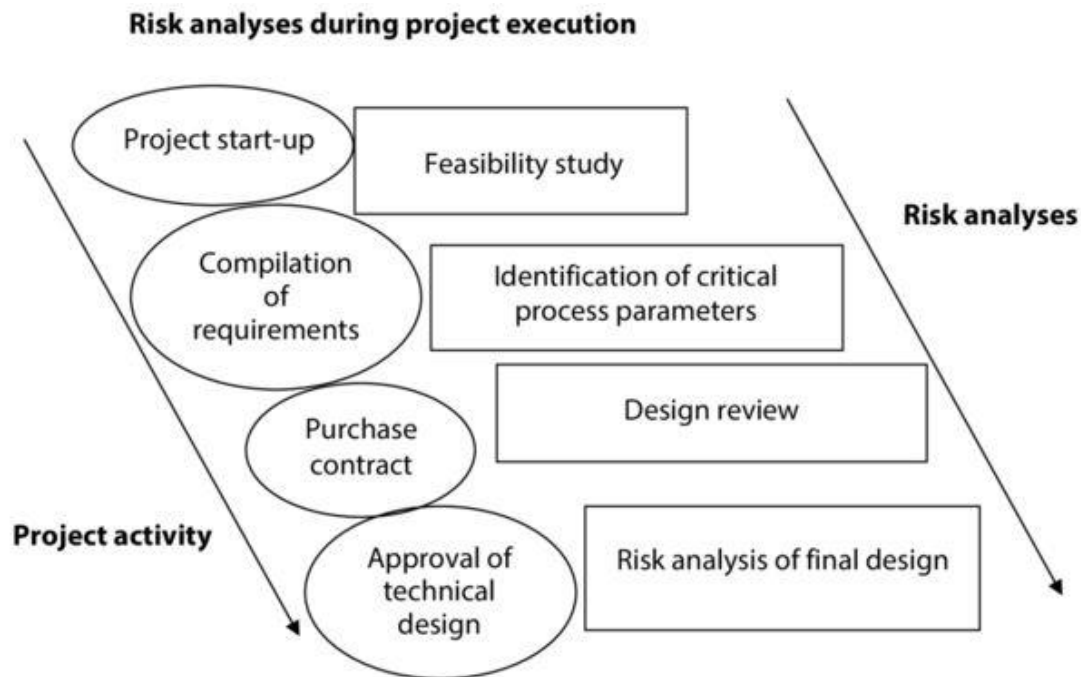 Risk analyses during project execution
Project start-up
Feasibility study
Risk analyses
Compilation
of
requirements
Identification of critical
process parameters
Design review
Purchase
contract
Project activity
Approval of
technical
design
Risk analysis of final design